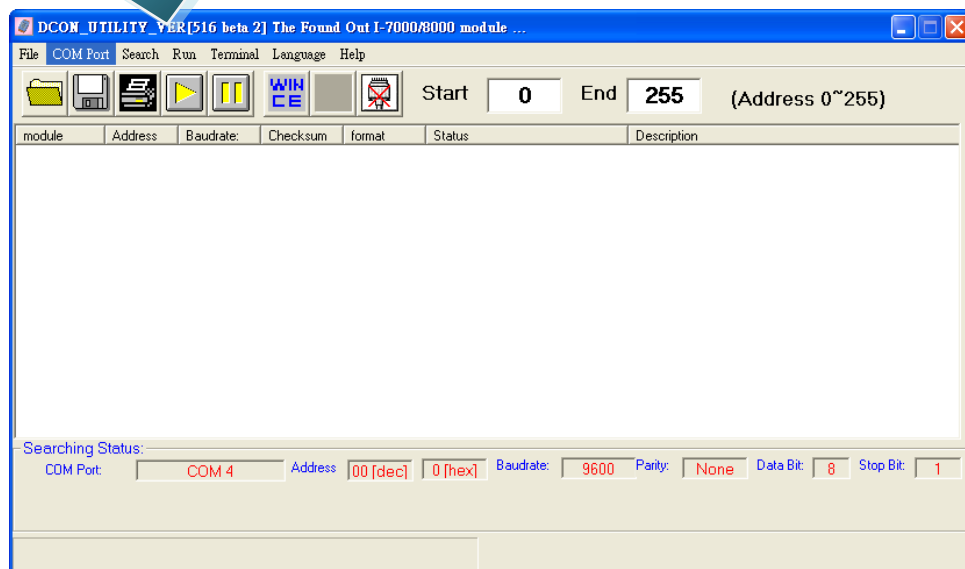 DCON_UTILITY_VER[516 beta 2] The Found Out I-7000/8000 module ...
File COM Port Search Run Terminal Language Help
WIN CE Start 0 End 255 (Address 0~255)
module Address Baudrate: Checksum format Status Description
Searching Status:
COM Port: COM 4 Address 00 [dec] 0 [hex] Baudrate: 9600 Parity: None Data Bit: 8 Stop Bit: 1